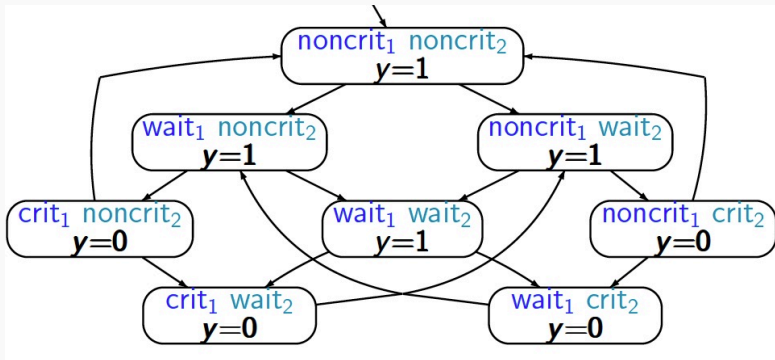 noncrit₁ noncrit₂
y=1
wait₁ noncrit₂
y=1
noncrit₁ wait₂
y=1
crit₁ noncrit₂
y=0
wait₁ wait₂
y=1
noncrit₁ crit₂
y=0
crit₁ wait₂
y=0
wait₁ crit₂
y=0